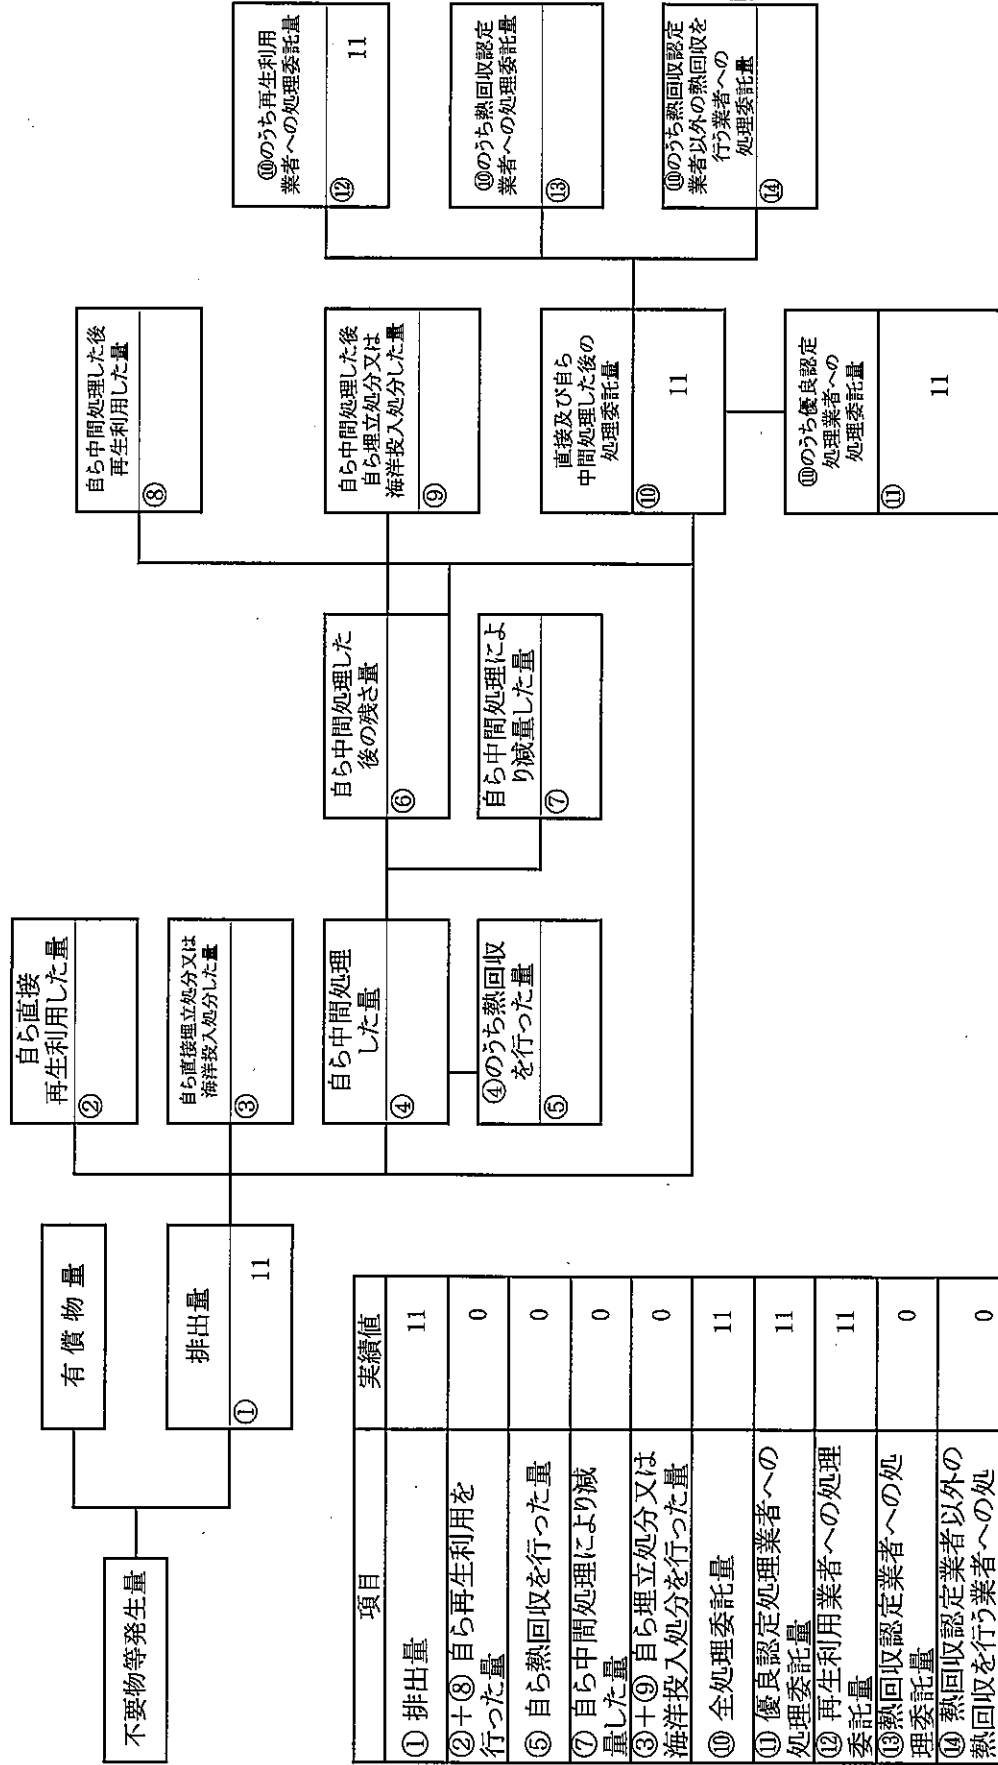 不要物等発生量
有償物量
排出量
①
11
自ら直接
再生利用した量
②
自ら直接埋立処分又は
海洋投入処分した量
③
自ら中間処理
した量
④
④のうち熱回収
を行った量
⑤
自ら中間処理した
後の残さ量
⑥
自ら中間処理によ
り減量した量
⑦
自ら中間処理した後
再生利用した量
⑧
自ら中間処理した後
自ら埋立処分又は
海洋投入処分した量
⑨
直接及び自ら
中間処理した後の
処理委託量
⑩
11
⑩のうち優良認定
処理業者への
処理委託量
⑪
11
⑩のうち再生利用
業者への処理委託量
⑫
11
⑩のうち熱回収認定
業者への処理委託量
⑬
⑩のうち熱回収認定
業者以外の熱回収を
行う業者への
処理委託量
⑭
項目 実績値
①排出量 11
②+⑧ 自ら再生利用を
行った量 0
⑤ 自ら熱回収を行った量 0
⑦ 自ら中間処理により減
量した量 0
③+⑨ 自ら埋立処分又は
海洋投入処分を行った量 0
⑩ 全処理委託量 11
⑪ 優良認定処理業者への
処理委託量 11
⑫ 再生利用業者への処理
委託量 11
⑬熱回収認定業者への処
理委託量 0
⑭ 熱回収認定業者以外の
熱回収を行う業者への処 0